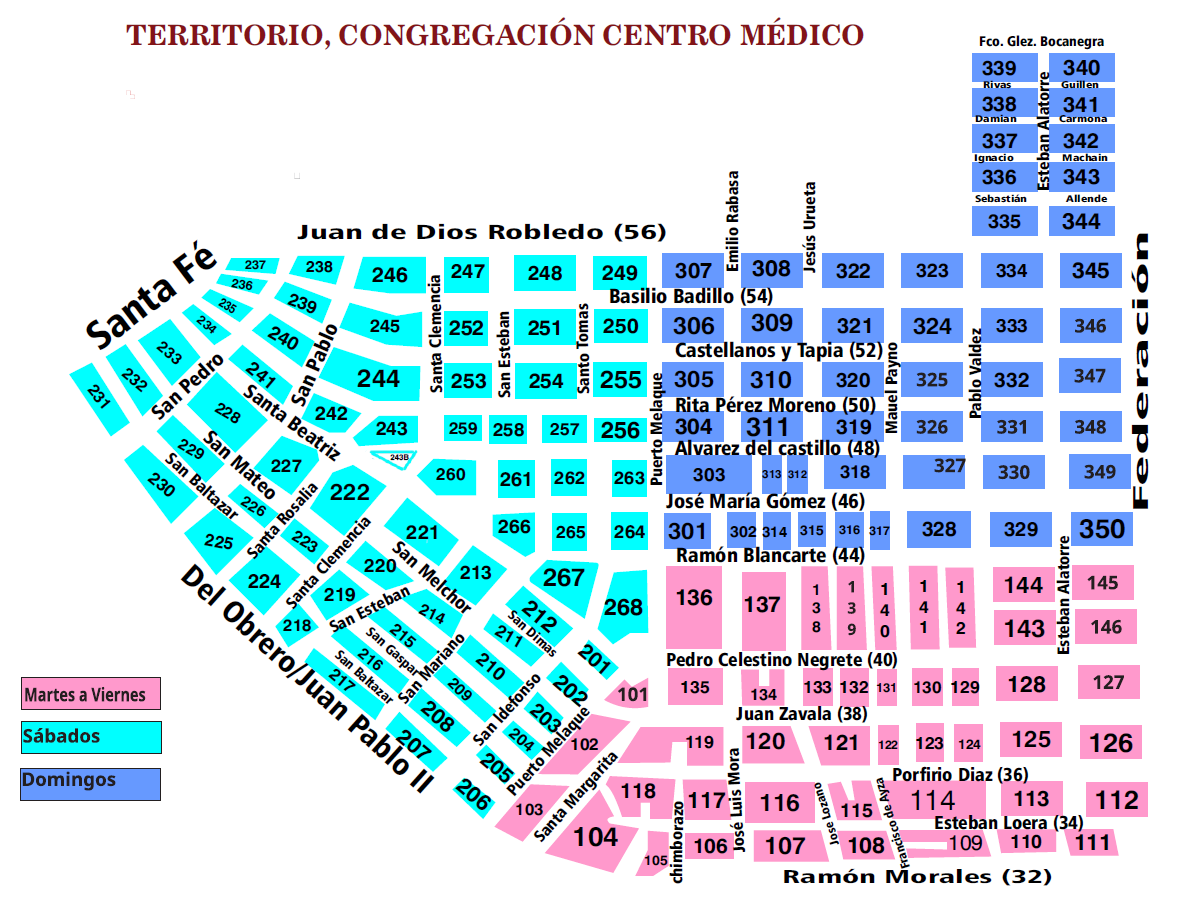 TERRITORIO, CONGREGACIÓN CENTRO MÉDICO
Fco. Glez. Bocanegra
339 340
Rivas Guillen
338 341
Damian Carmona
337 342
Ignacio Machain
336 343
Sebastián Allende
335 344
Esteban Alatorre
Emilio Rabasa
Jesús Urueta
Juan de Dios Robledo (56)
Santa Fé
Federación
237 238 246 247 248 249 307 308 322 323 334 345
236
Basilio Badillo (54)
235 239 245 252 251 250 306 309 321 324 333 346
234 240
Santa Clemencia
San Esteban
Santo Tomas
San Pablo
Castellanos y Tapia (52)
233 241 244 253 254 255 305 310 320 325 332 347
232
231
San Pedro
Santa Beatriz
Puerto Melaque
Mauel Payno
Pablo Valdez
Rita Pérez Moreno (50)
228 242 243 259 258 257 256 304 311 319 326 331 348
Alvarez del castillo (48)
229 227 243B 260 261 262 263 303 313 312 318 327 330 349
230
San Mateo
San Baltazar
Santa Rosalia
José María Gómez (46)
226 222 221 266 265 264 301 302 314 315 316 317 328 329 350
225 223
Santa Clemencia
San Melchor
Ramón Blancarte (44)
224 220 213 267 268 136 137 138 139 140 141 142 144 145
143 146
Esteban Alatorre
219 214 212
San Esteban
San Dimas
218 215 211
San Gaspar
San Mariano
216 210 201
San Baltazar
217 209 202
San Ildefonso
208 203
207 204
205
206
Puerto Melaque
Del Obrero/Juan Pablo II
Pedro Celestino Negrete (40)
101 135 134 133 132 131 130 129 128 127
Juan Zavala (38)
102 119 120 121 122 123 124 125 126
Santa Margarita
José Luis Mora
Porfirio Diaz (36)
103 118 117 116 115 114 113 112
Jose Lozano
Francisco de Ayza
chimborazo
Esteban Loera (34)
104 105 106 107 108 109 110 111
Ramón Morales (32)
Martes a Viernes
Sábados
Domingos